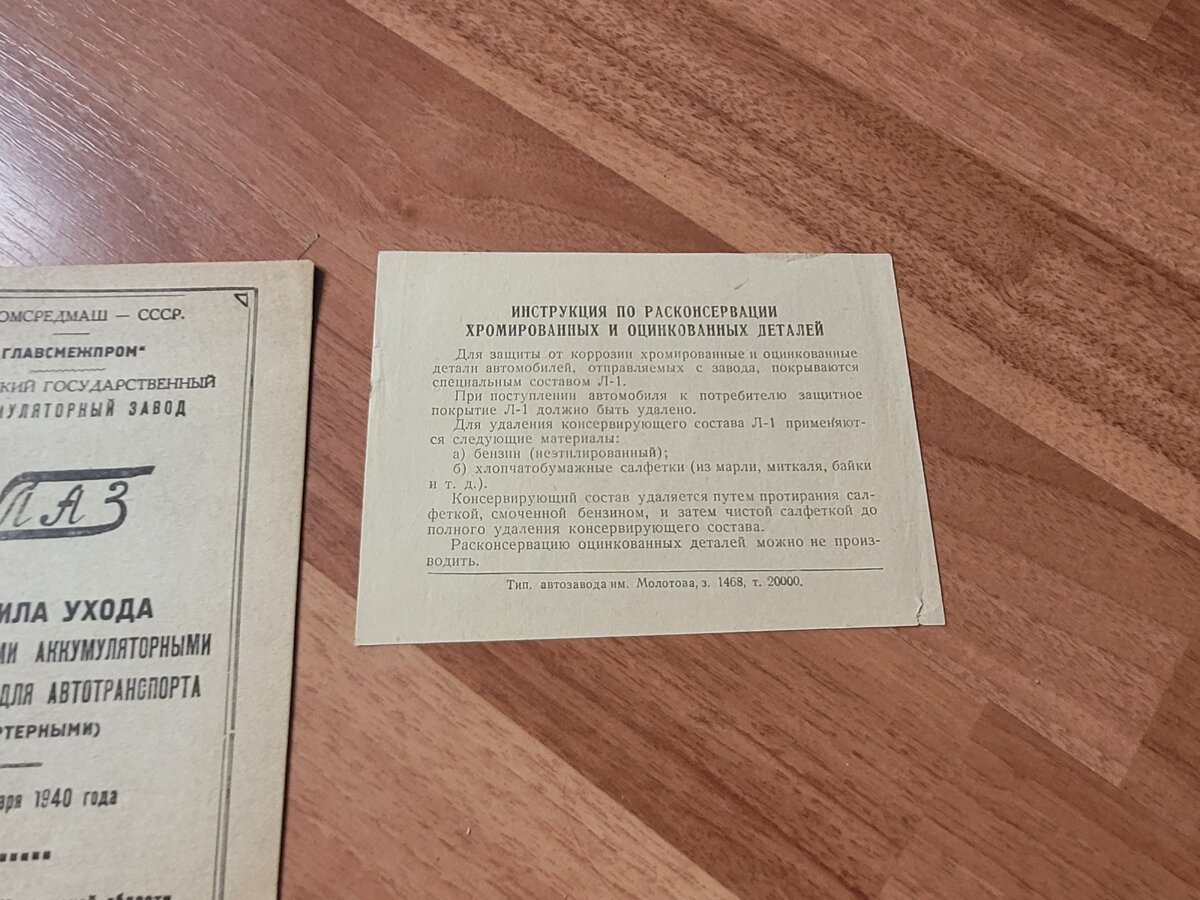 ОМСРЕДМАШ — СССР.
ГЛАВСМЕЖПРОМ"
КИЙ ГОСУДАРСТВЕННЫЙ
МУЛЯТОРНЫЙ ЗАВОД
ЛАЗ
ИЛА УХОДА
МИ АККУМУЛЯТОРНЫМИ
ДЛЯ АВТОТРАНСПОРТА
РТЕРНЫМИ)
аря 1940 года
области
ИНСТРУКЦИЯ ПО РАСКОНСЕРВАЦИИ
ХРОМИРОВАННЫХ И ОЦИНКОВАННЫХ ДЕТАЛЕЙ
Для защиты от коррозии хромированные и оцинкованные
детали автомобилей, отправляемых с завода, покрываются
специальным составом Л-1.
При поступлении автомобиля к потребителю защитное
покрытие Л-1 должно быть удалено.
Для удаления консервирующего состава Л-1 применяют-
ся следующие материалы:
а) бензин (неэтилированный);
б) хлопчатобумажные салфетки (из марли, миткаля, байки
и т. д.).
Консервирующий состав удаляется путем протирания сал-
феткой, смоченной бензином, и затем чистой салфеткой до
полного удаления консервирующего состава.
Расконсервацию оцинкованных деталей можно не произ-
водить.
Тип. автозавода им. Молотова, з. 1468, т. 20000.